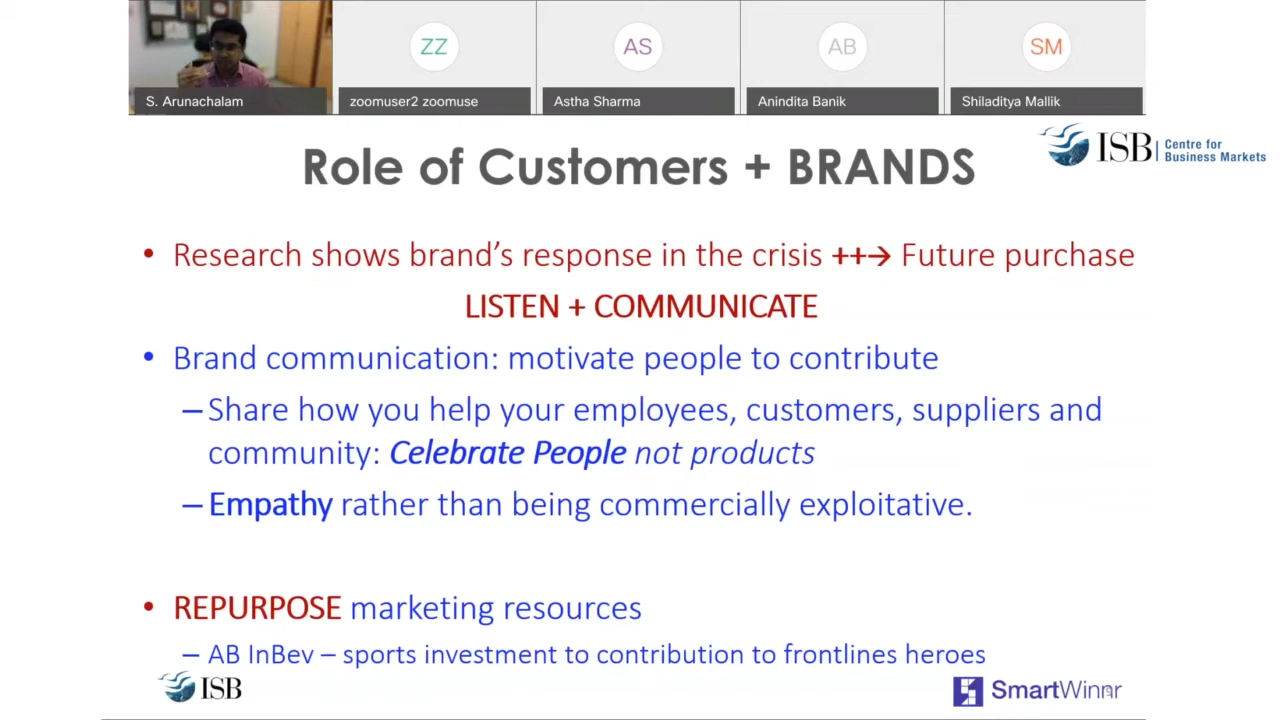 ZZ
AS
AB
SM
S. Arunachalam
zoomuser2 zoomuse
Astha Sharma
Anindita Banik
Shiladitya Mallik
Role of Customers + BRANDS
ISB
Centre for
Business Markets
• Research shows brand's response in the crisis ++→ Future purchase
LISTEN + COMMUNICATE
• Brand communication: motivate people to contribute
– Share how you help your employees, customers, suppliers and
community: Celebrate People not products
– Empathy rather than being commercially exploitative.
• REPURPOSE marketing resources
– AB InBev – sports investment to contribution to frontlines heroes
ISB